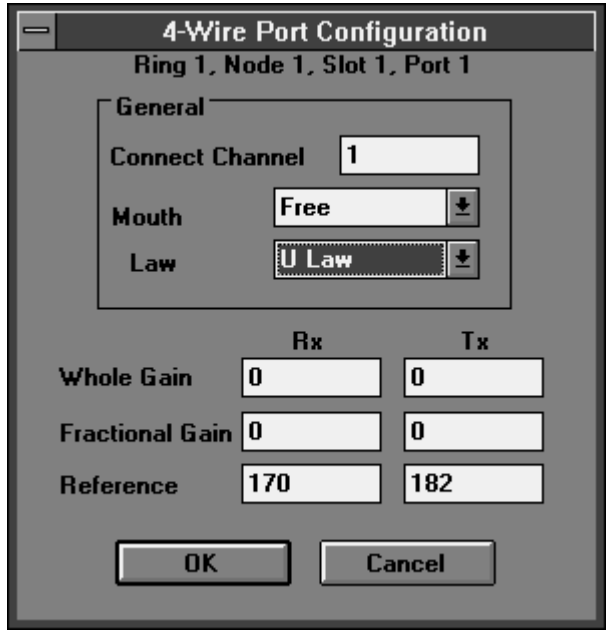 4-Wire Port Configuration
Ring 1, Node 1, Slot 1, Port 1
General
Connect Channel 1
Mouth Free
Law U Law
Rx Tx
Whole Gain 0 0
Fractional Gain 0 0
Reference 170 182
OK Cancel